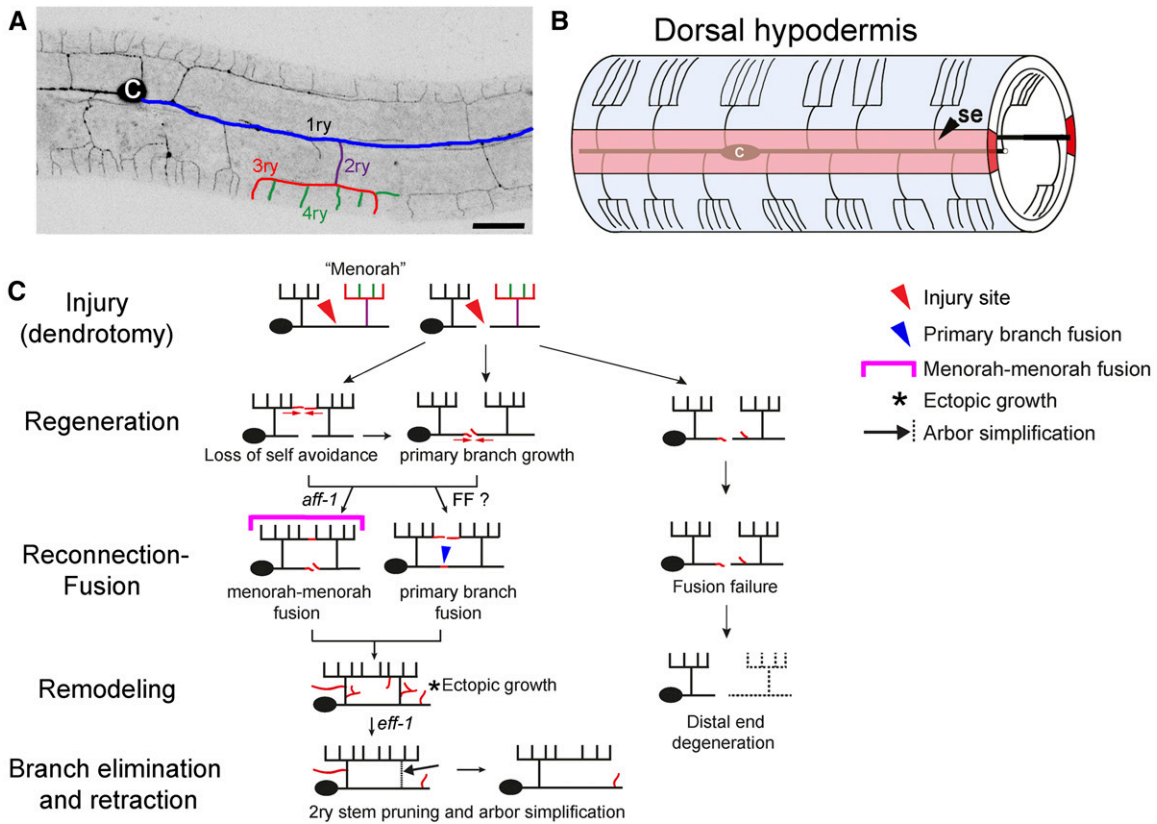 A
C
1ry
2ry
3ry
4ry
B
Dorsal hypodermis
se
C
C
Injury
(dendrotomy)
"Menorah"
Injury site
Primary branch fusion
Menorah-menorah fusion
* Ectopic growth
Arbor simplification
Regeneration
Loss of self avoidance
primary branch growth
aff-1
FF ?
Reconnection-
Fusion
menorah-menorah
fusion
primary branch
fusion
Fusion failure
Remodeling
* Ectopic growth
eff-1
Distal end
degeneration
Branch elimination
and retraction
2ry stem pruning and arbor simplification